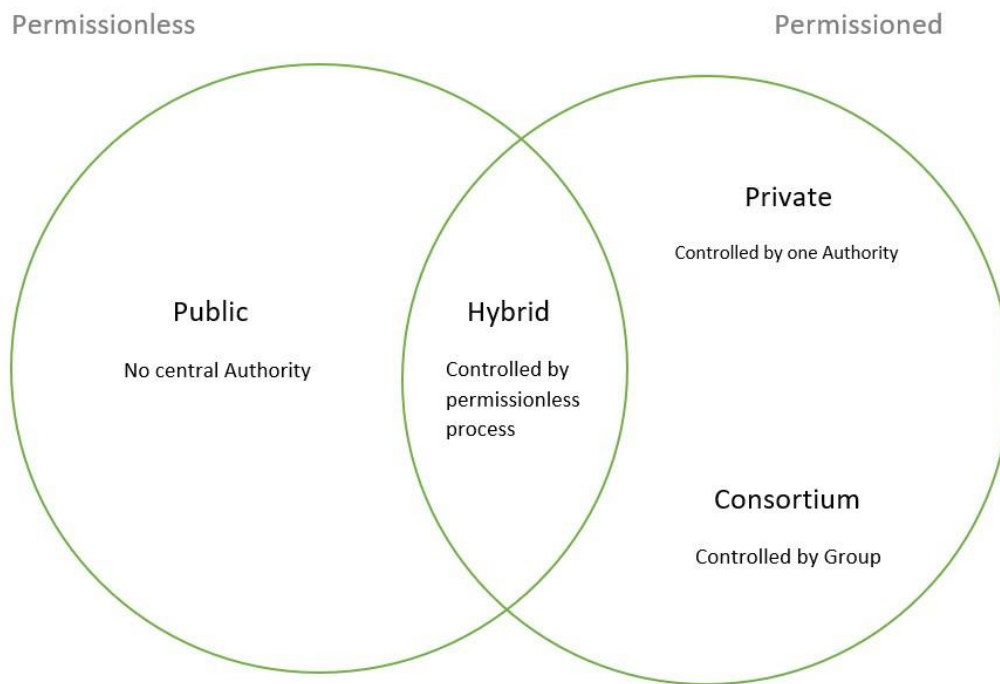 Permissionless
Permissioned
Public
No central Authority
Hybrid
Controlled by
permissionless
process
Private
Controlled by one Authority
Consortium
Controlled by Group